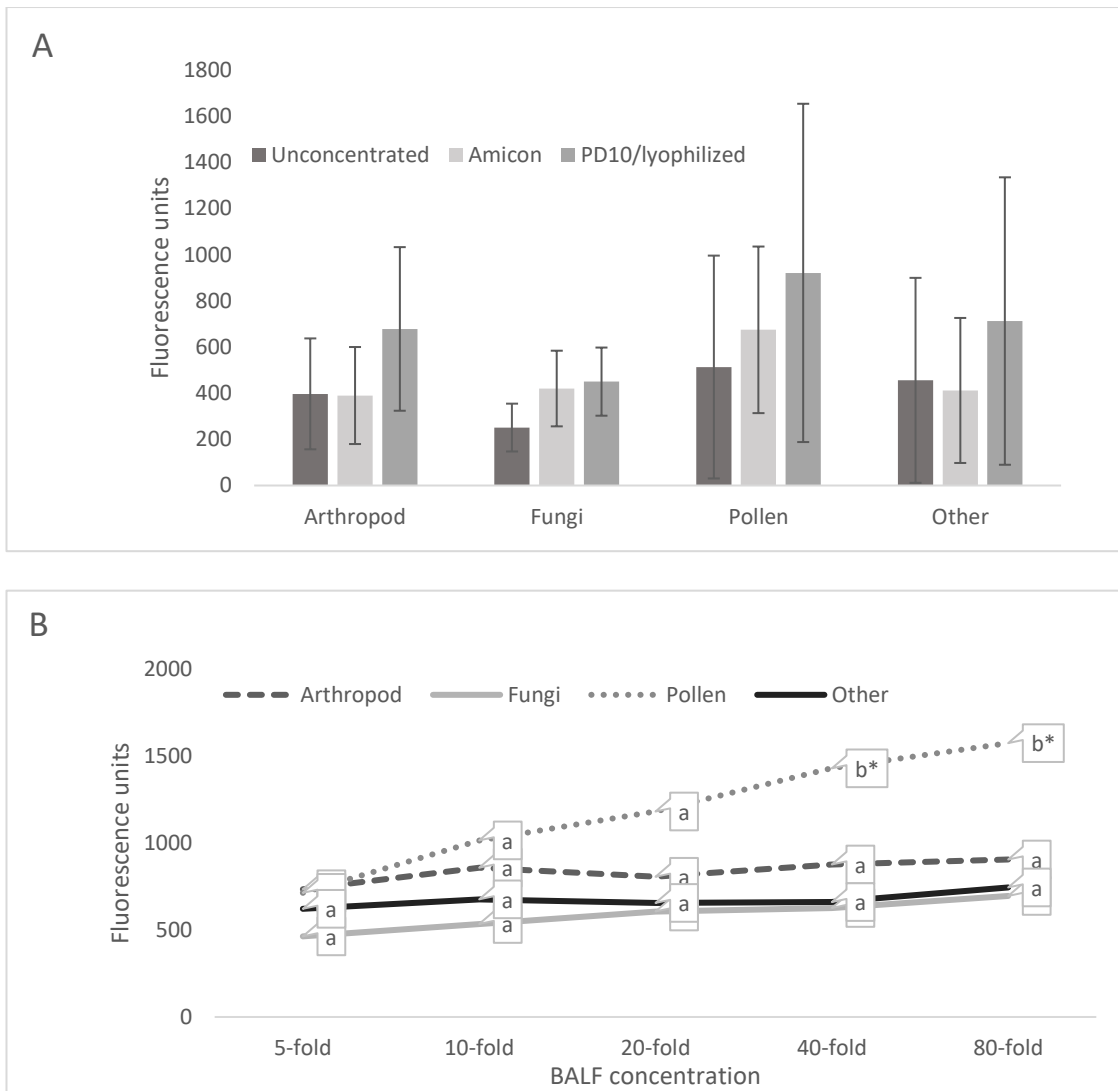 A
1800
1600
1400
1200
1000
800
600
400
200
0
Fluorescence units
Unconcentrated Amicon PD10/lyophilized
Arthropod Fungi Pollen Other
B
2000
1500
1000
500
0
Fluorescence units
Arthropod Fungi Pollen Other
b*
b*
a
a
a
a
a
a
a
a
a
a
a
a
a
a
5-fold 10-fold 20-fold 40-fold 80-fold
BALF concentration